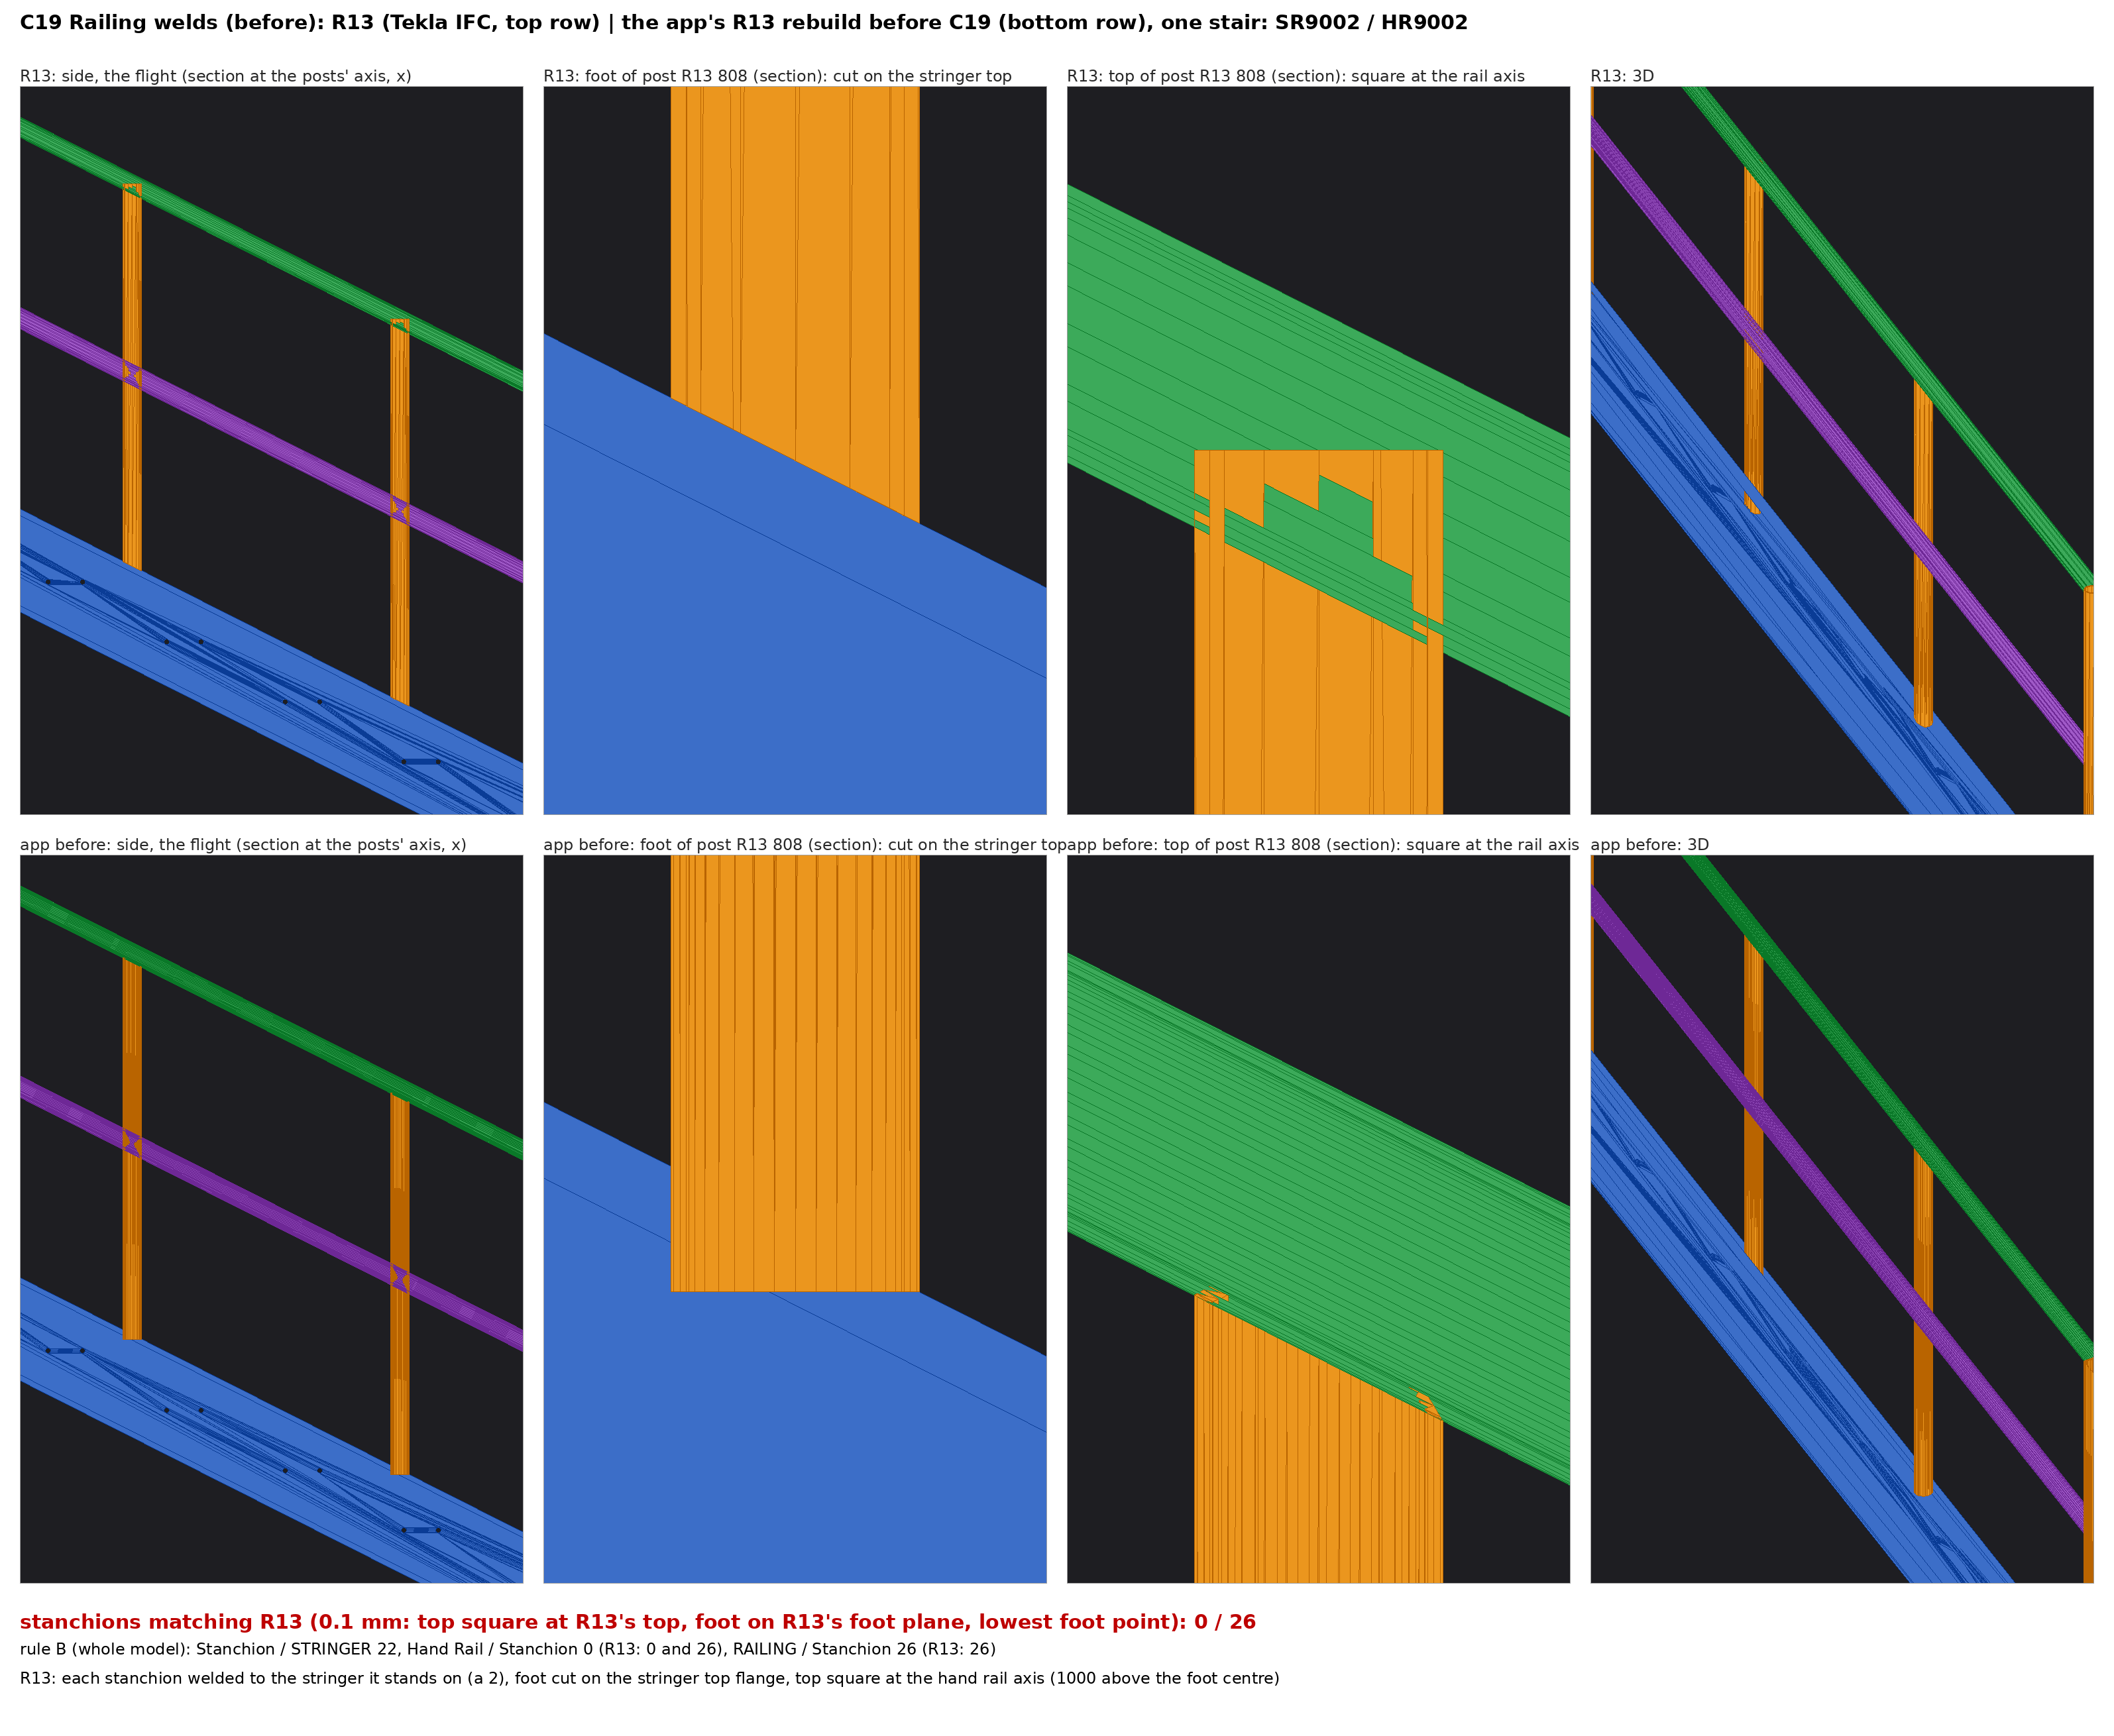 C19 Railing welds (before): R13 (Tekla IFC, top row) | the app's R13 rebuild before C19 (bottom row), one stair: SR9002 / HR9002
R13: side, the flight (section at the posts' axis, x)
R13: foot of post R13 808 (section): cut on the stringer top
R13: top of post R13 808 (section): square at the rail axis
R13: 3D
app before: side, the flight (section at the posts' axis, x)
app before: foot of post R13 808 (section): cut on the stringer top
app before: top of post R13 808 (section): square at the rail axis
app before: 3D
stanchions matching R13 (0.1 mm: top square at R13's top, foot on R13's foot plane, lowest foot point): 0 / 26
rule B (whole model): Stanchion / STRINGER 22, Hand Rail / Stanchion 0 (R13: 0 and 26), RAILING / Stanchion 26 (R13: 26)
R13: each stanchion welded to the stringer it stands on (a 2), foot cut on the stringer top flange, top square at the hand rail axis (1000 above the foot centre)